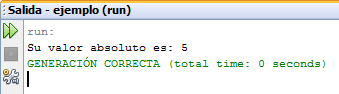 Salida - ejemplo (run)
run:
Su valor absoluto es: 5
GENERACIÓN CORRECTA (total time: 0 seconds)